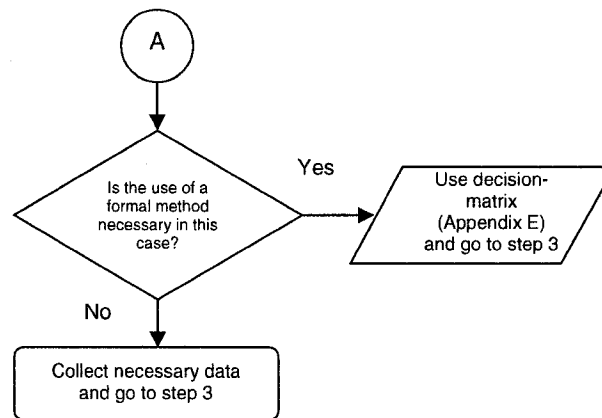 A
Is the use of a
formal method
necessary in this
case?
Yes
Use decision-
matrix
(Appendix E)
and go to step 3
No
Collect necessary data
and go to step 3